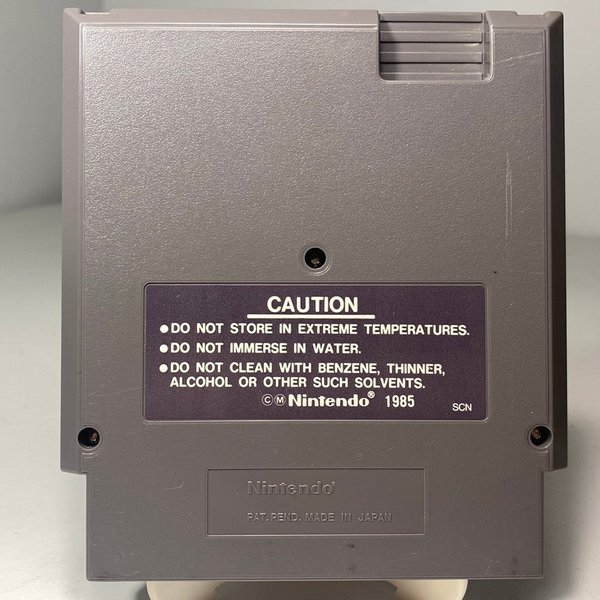 CAUTION
●DO NOT STORE IN EXTREME TEMPERATURES.
●DO NOT IMMERSE IN WATER.
●DO NOT CLEAN WITH BENZENE, THINNER,
ALCOHOL OR OTHER SUCH SOLVENTS.
©Ⓜ Nintendo® 1985 SCN
Nintendo®
PAT. PEND. MADE IN JAPAN